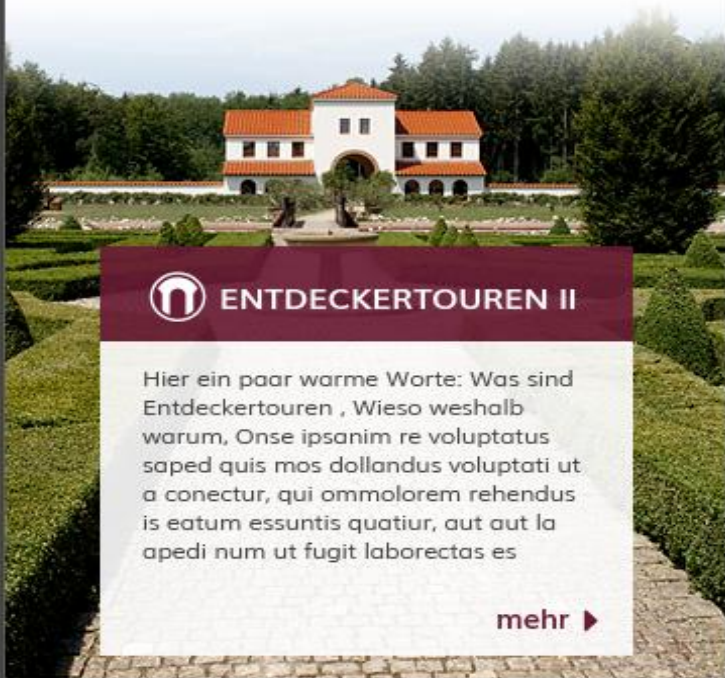 ENTDECKERTOUREN II
Hier ein paar warme Worte: Was sind
Entdeckertouren , Wieso weshalb
warum, Onse ipsanim re voluptatus
saped quis mos dollandus voluptati ut
a conectur, qui ommolorem rehendus
is eatum essuntis quatiur, aut aut la
apedi num ut fugit laborectas es
mehr